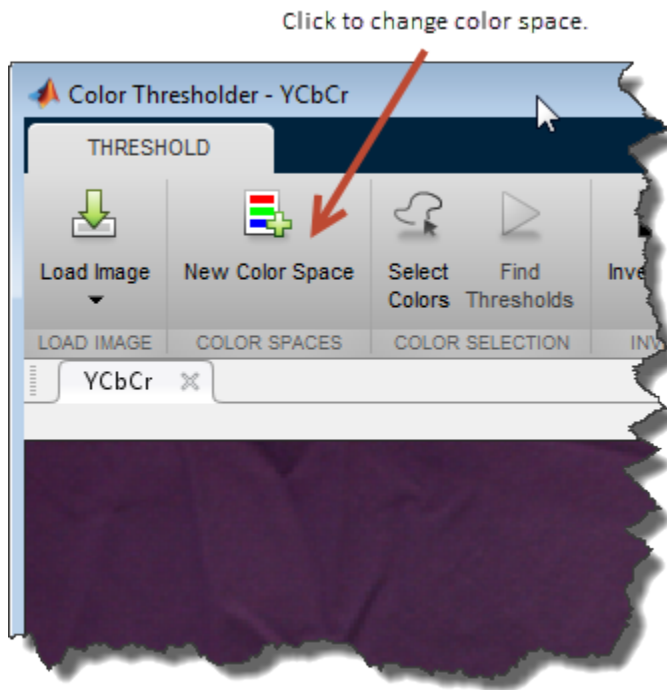 Click to change color space.
Color Thresholder - YCbCr
THRESHOLD
Load Image
New Color Space
Select
Colors
Find
Thresholds
LOAD IMAGE
COLOR SPACES
COLOR SELECTION
YCbCr